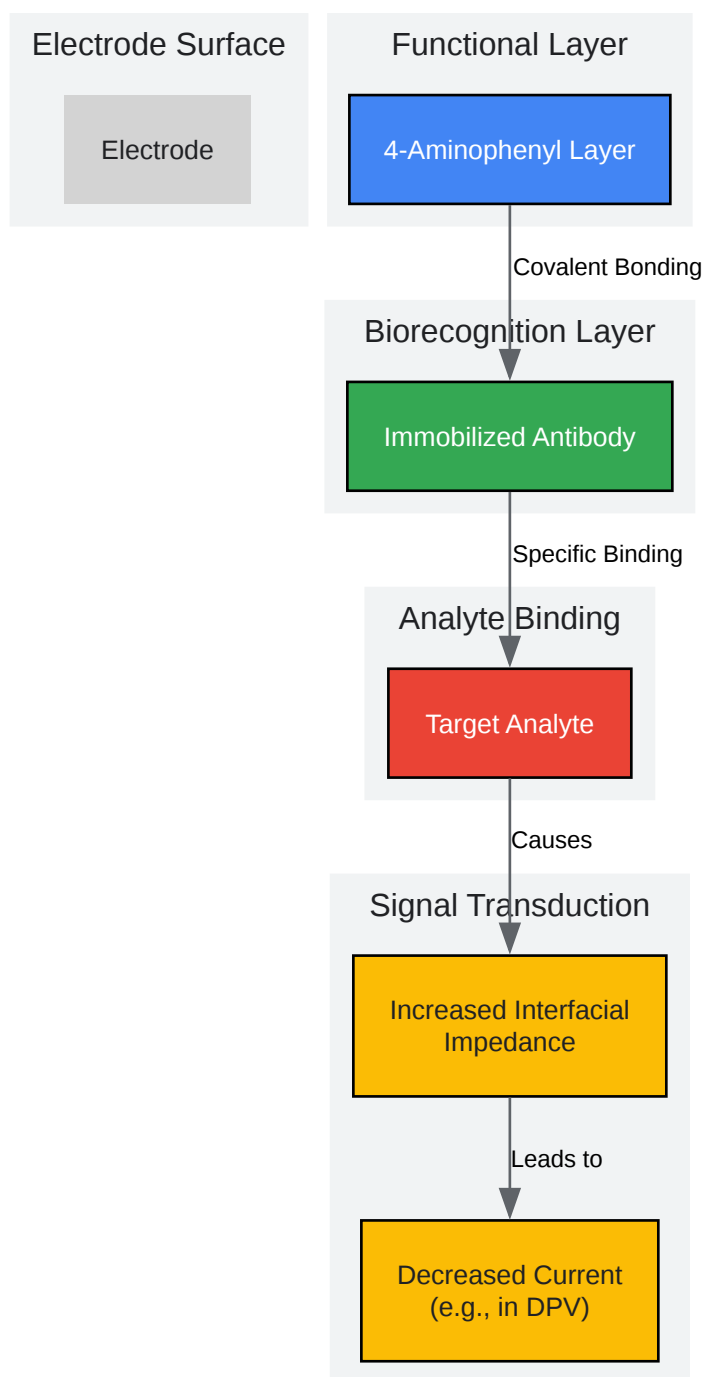 Electrode Surface
Electrode
Functional Layer
4-Aminophenyl Layer
Covalent Bonding
Biorecognition Layer
Immobilized Antibody
Specific Binding
Analyte Binding
Target Analyte
Causes
Signal Transduction
Increased Interfacial
Impedance
Leads to
Decreased Current
(e.g., in DPV)